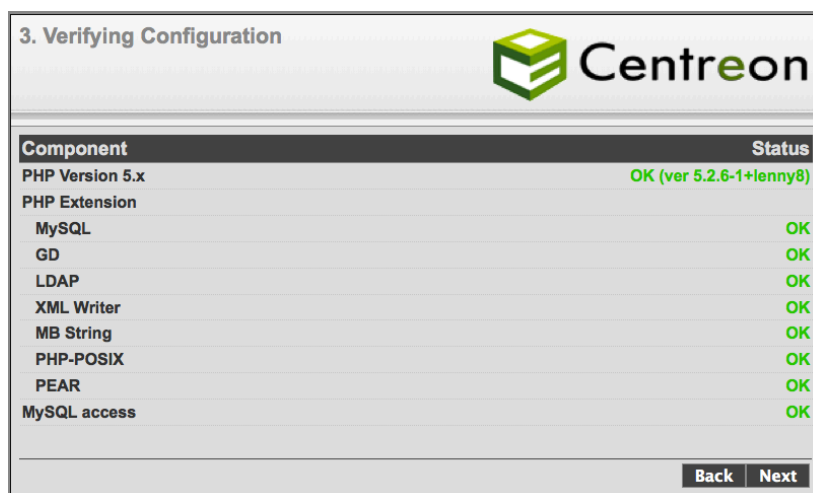 3. Verifying Configuration
Centreon
Component Status
PHP Version 5.x OK (ver 5.2.6-1+lenny8)
PHP Extension
MySQL OK
GD OK
LDAP OK
XML Writer OK
MB String OK
PHP-POSIX OK
PEAR OK
MySQL access OK
Back Next